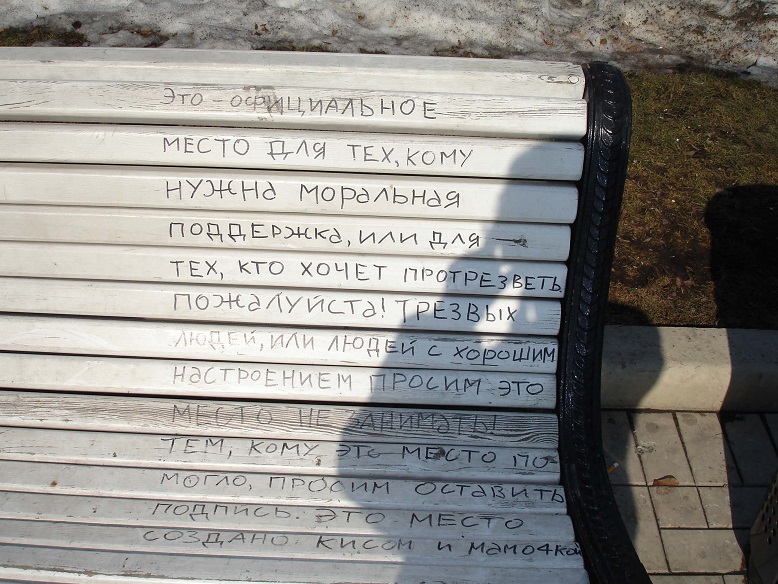 это - официальное
место для тех, кому
нужна моральная
поддержка, или для
тех, кто хочет протрезветь
пожалуйста! трезвых
людей, или людей с хорошим
настроением просим это
место не занимать!
тем, кому это место по-
могло, просим оставить
подпись. это место
создано кисом и мамочкой